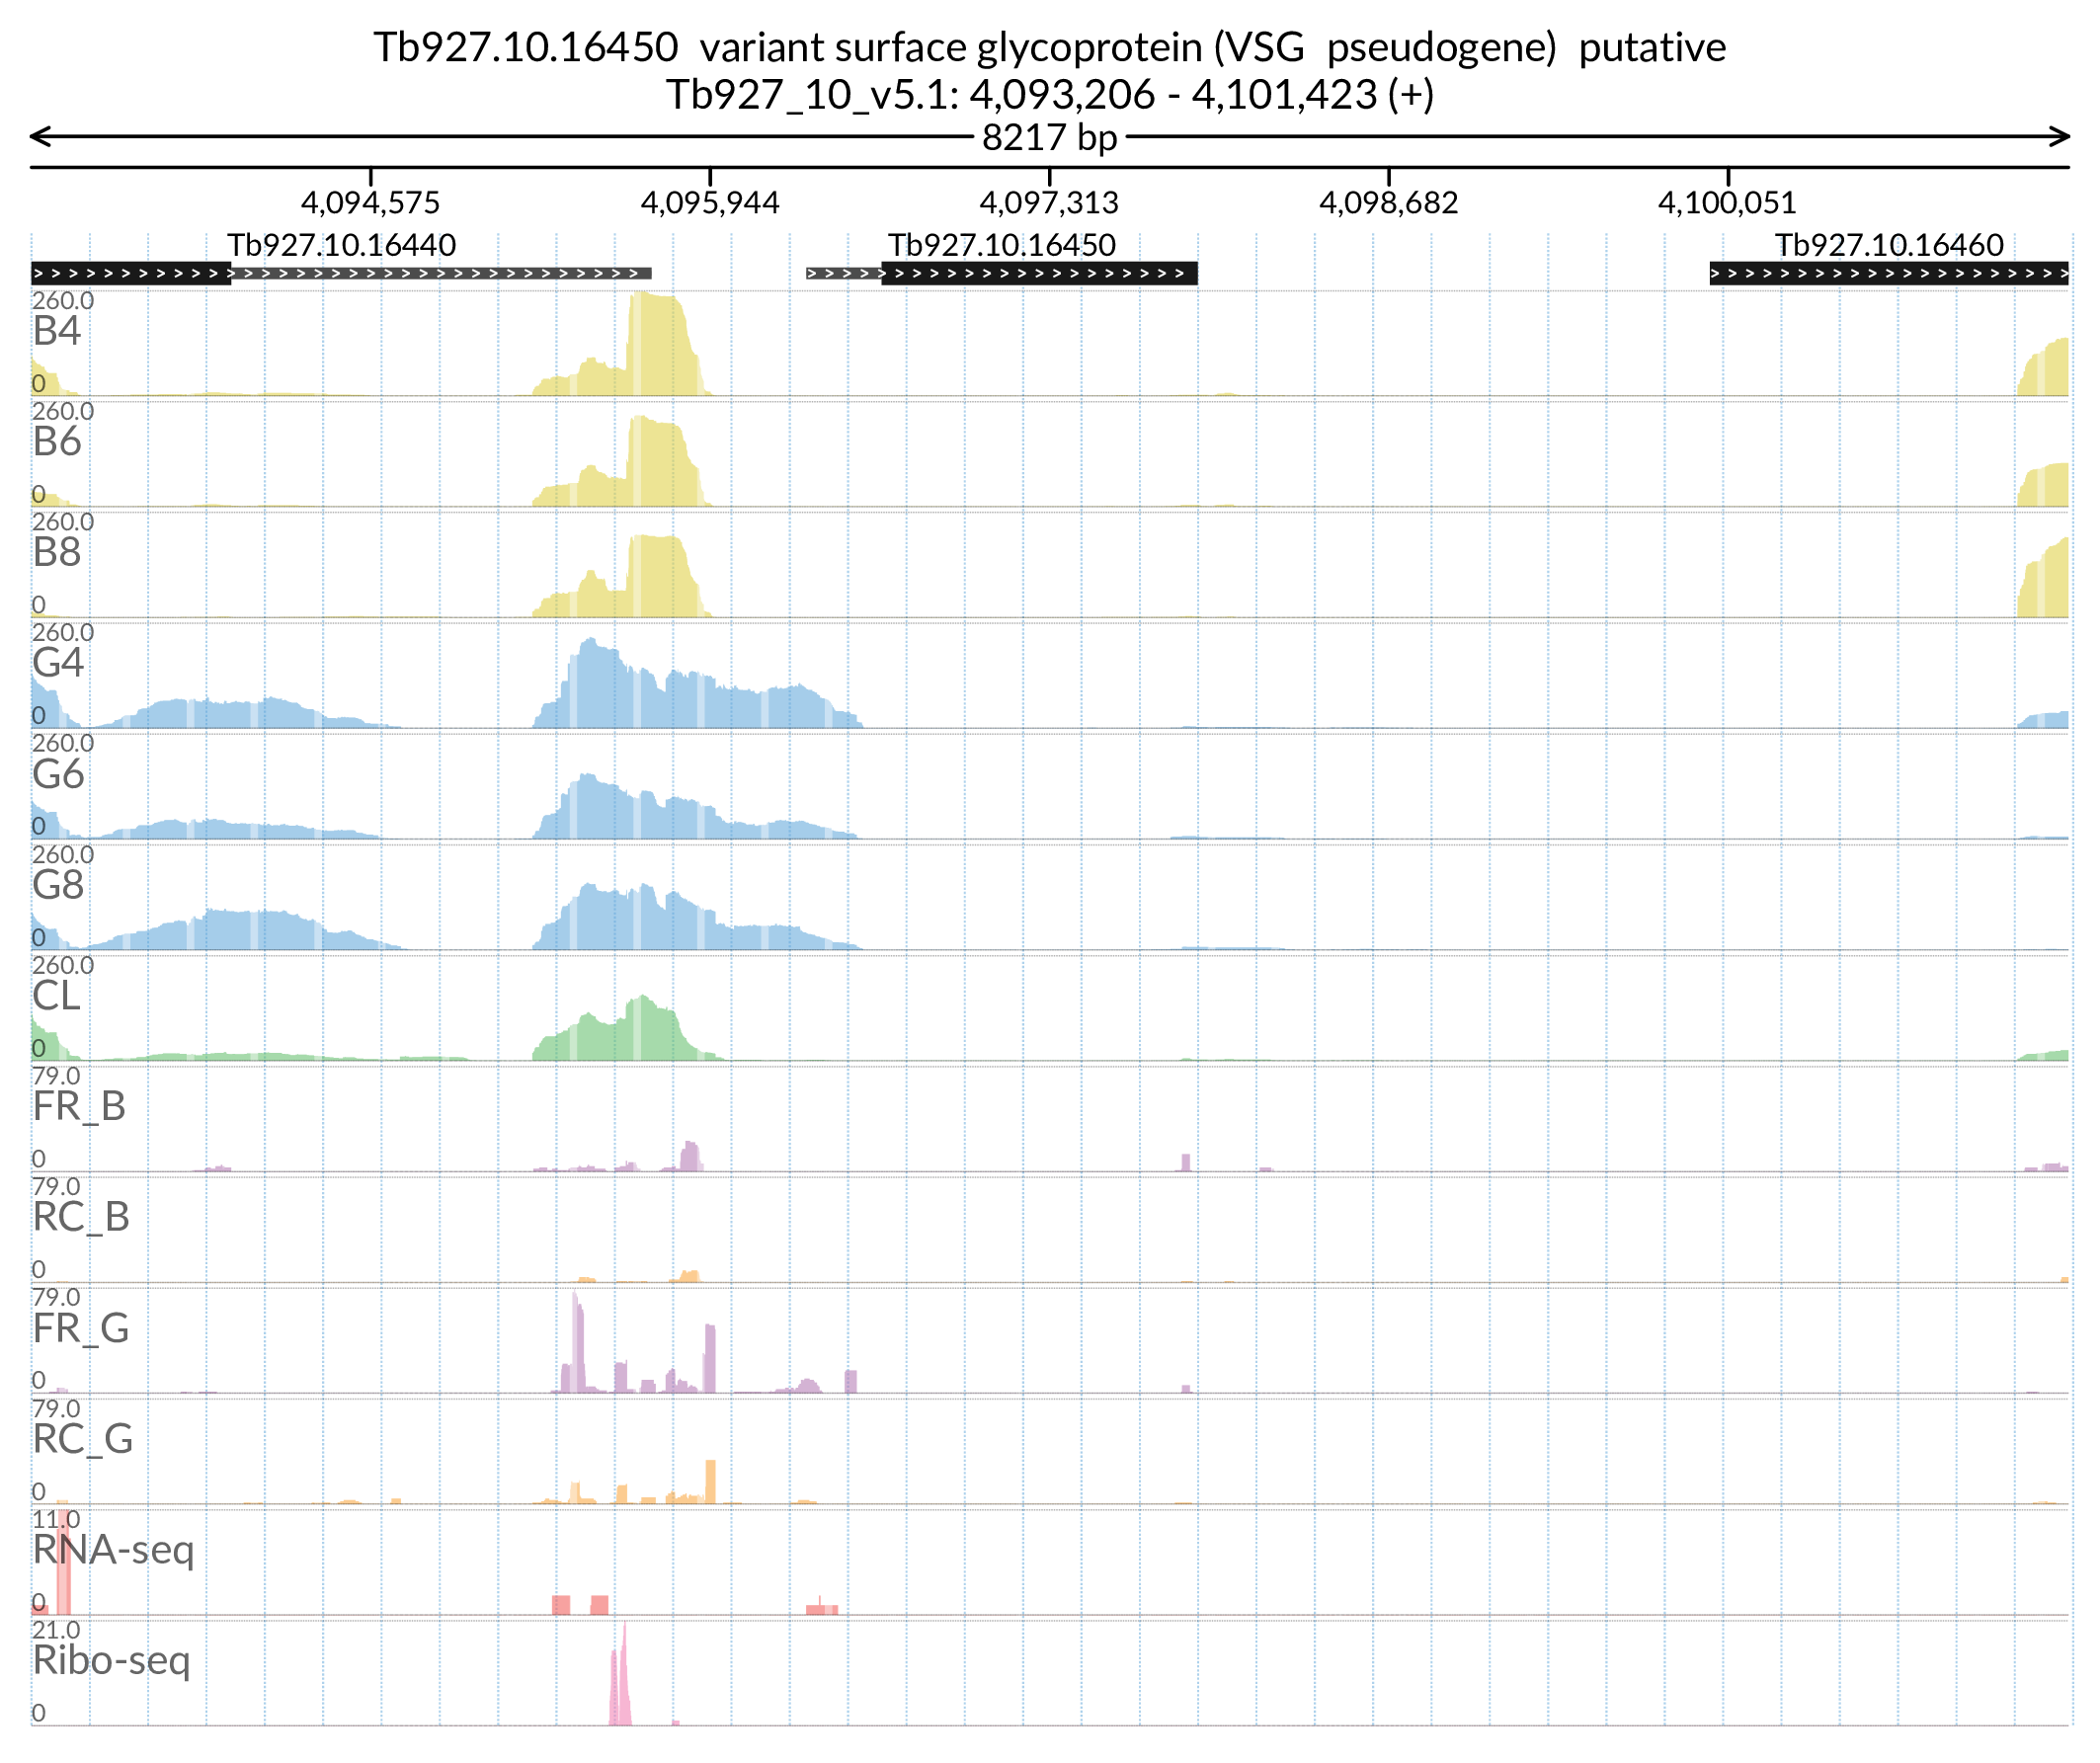 Tb927.10.16450 variant surface glycoprotein (VSG pseudogene) putative
Tb927_10_v5.1: 4,093,206 - 4,101,423 (+)
8217 bp
4,094,575 4,095,944 4,097,313 4,098,682 4,100,051
Tb927.10.16440 Tb927.10.16450 Tb927.10.16460
260.0
B4
0
260.0
B6
0
260.0
B8
0
260.0
G4
0
260.0
G6
0
260.0
G8
0
260.0
CL
0
79.0
FR_B
0
79.0
RC_B
0
79.0
FR_G
0
79.0
RC_G
0
11.0
RNA-seq
0
21.0
Ribo-seq
0